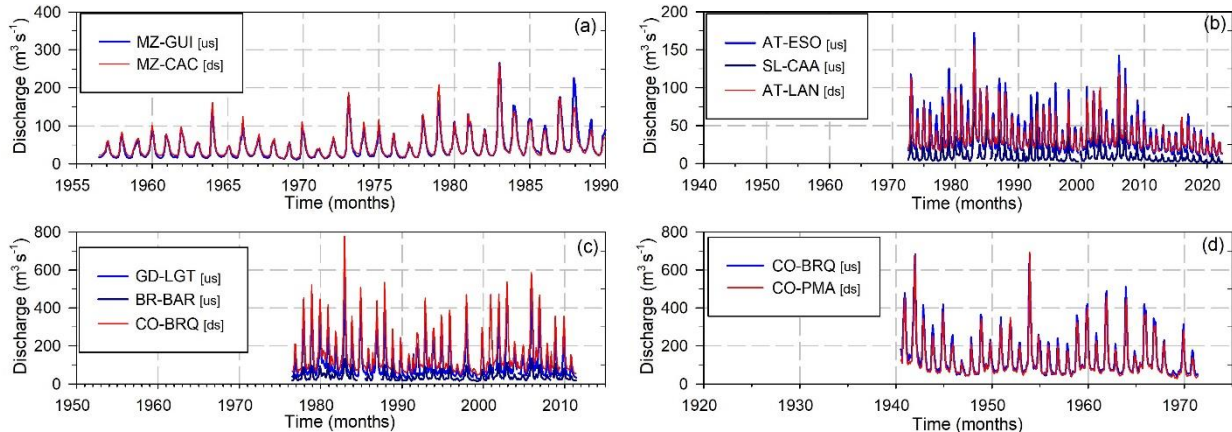 (a)
Discharge (m³ s⁻¹)
400
300
200
100
0
MZ-GUI [us]
MZ-CAC [ds]
1955 1960 1965 1970 1975 1980 1985 1990
Time (months)
(b)
Discharge (m³ s⁻¹)
200
150
100
50
0
AT-ESO [us]
SL-CAA [us]
AT-LAN [ds]
1940 1950 1960 1970 1980 1990 2000 2010 2020
Time (months)
(c)
Discharge (m³ s⁻¹)
800
600
400
200
0
GD-LGT [us]
BR-BAR [us]
CO-BRQ [ds]
1950 1960 1970 1980 1990 2000 2010
Time (months)
(d)
Discharge (m³ s⁻¹)
800
600
400
200
0
CO-BRQ [us]
CO-PMA [ds]
1920 1930 1940 1950 1960 1970
Time (months)